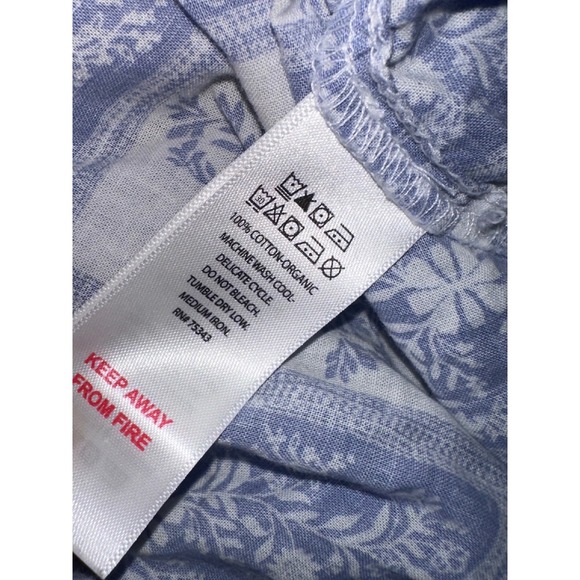 30
100% COTTON-ORGANIC
MACHINE WASH COOL.
DELICATE CYCLE.
DO NOT BLEACH.
TUMBLE DRY LOW.
MEDIUM IRON.
RN# 75343
KEEP AWAY
FROM FIRE